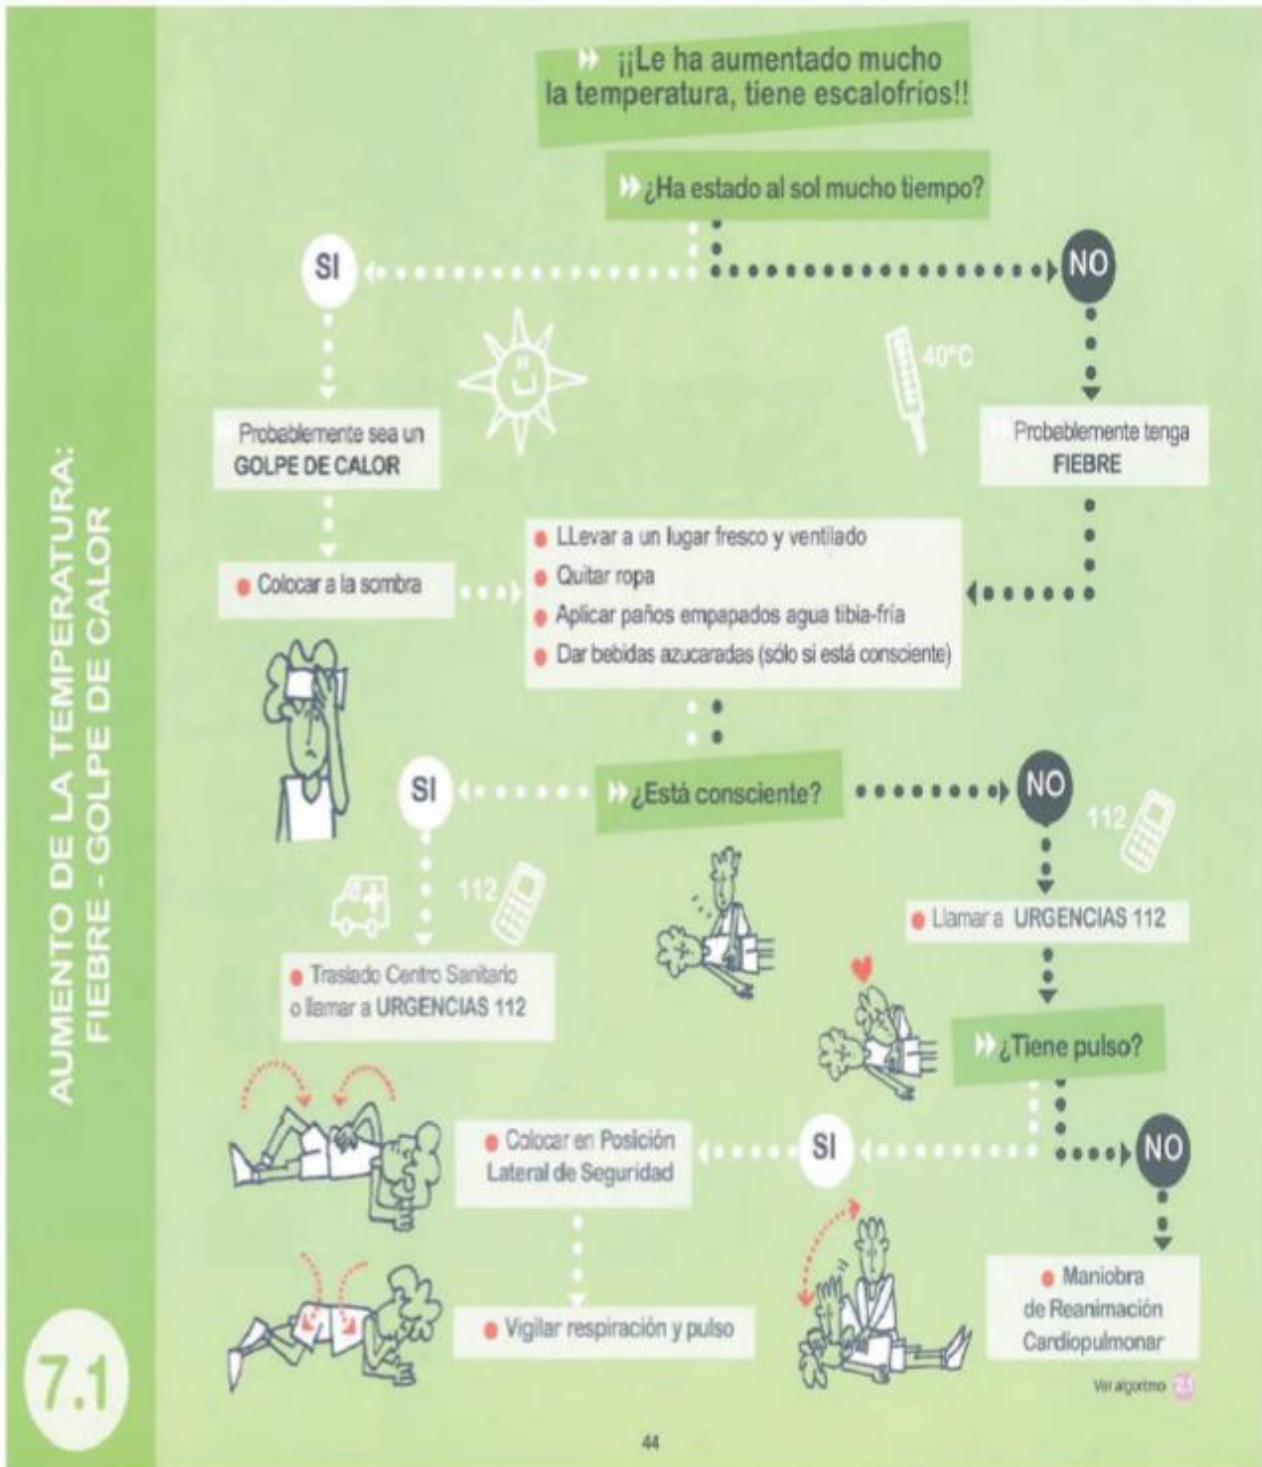 AUMENTO DE LA TEMPERATURA:
FIEBRE - GOLPE DE CALOR
7.1
¡¡Le ha aumentado mucho
la temperatura, tiene escalofríos!!
¿Ha estado al sol mucho tiempo?
SI
NO
40ºC
Probablemente sea un
GOLPE DE CALOR
Probablemente tenga
FIEBRE
Colocar a la sombra
LLevar a un lugar fresco y ventilado
Quitar ropa
Aplicar paños empapados agua tibia-fría
Dar bebidas azucaradas (sólo si está consciente)
SI
¿Está consciente?
NO
112
112
Llamar a URGENCIAS 112
Traslado Centro Sanitario
o llamar a URGENCIAS 112
¿Tiene pulso?
Colocar en Posición
Lateral de Seguridad
SI
NO
Vigilar respiración y pulso
Maniobra
de Reanimación
Cardiopulmonar
Ver algoritmo 2.1
44